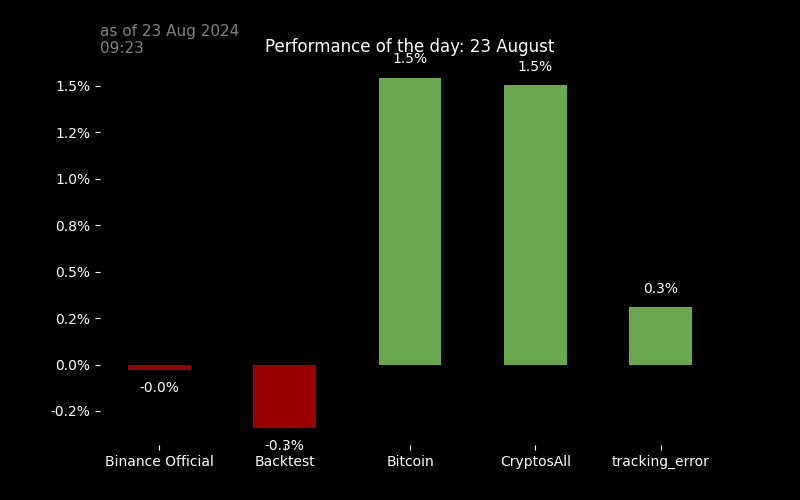 as of 23 Aug 2024
09:23
Performance of the day: 23 August
1.5%
1.5%
1.5%
1.2%
1.0%
0.8%
0.5%
0.3%
0.2%
0.0%
-0.0%
-0.2%
-0.3%
Binance Official
Backtest
Bitcoin
CryptosAll
tracking_error